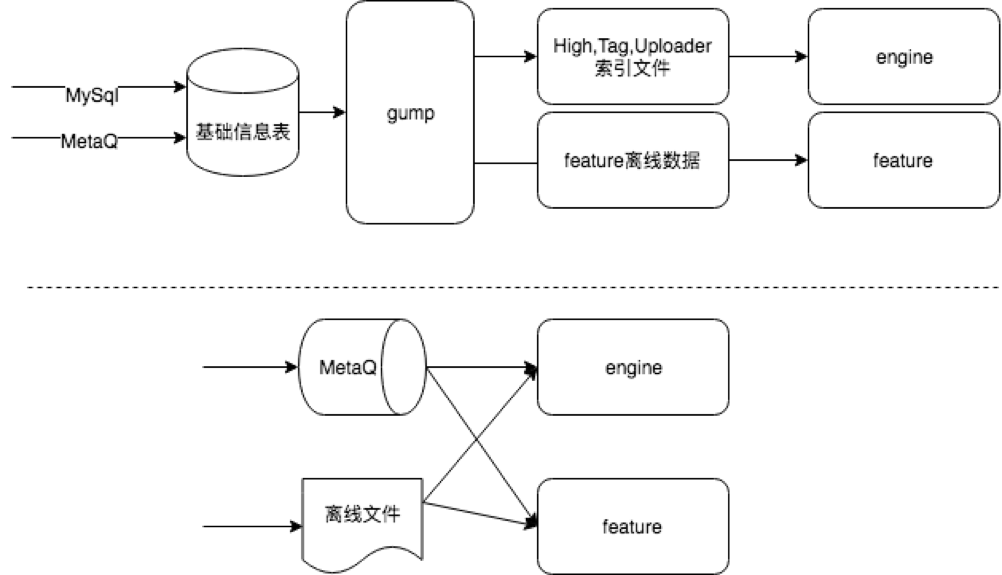 MySql
MetaQ
基础信息表
gump
High,Tag,Uploader
索引文件
engine
feature离线数据
feature
MetaQ
engine
离线文件
feature